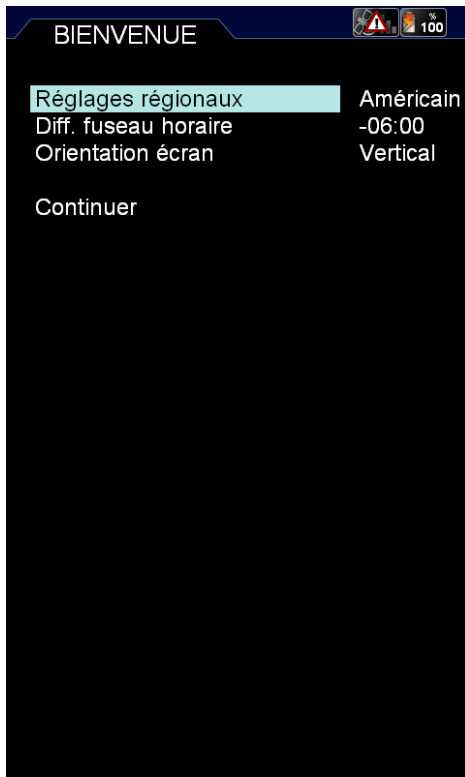 BIENVENUE
%
100
Réglages régionaux Américain
Diff. fuseau horaire -06:00
Orientation écran Vertical
Continuer